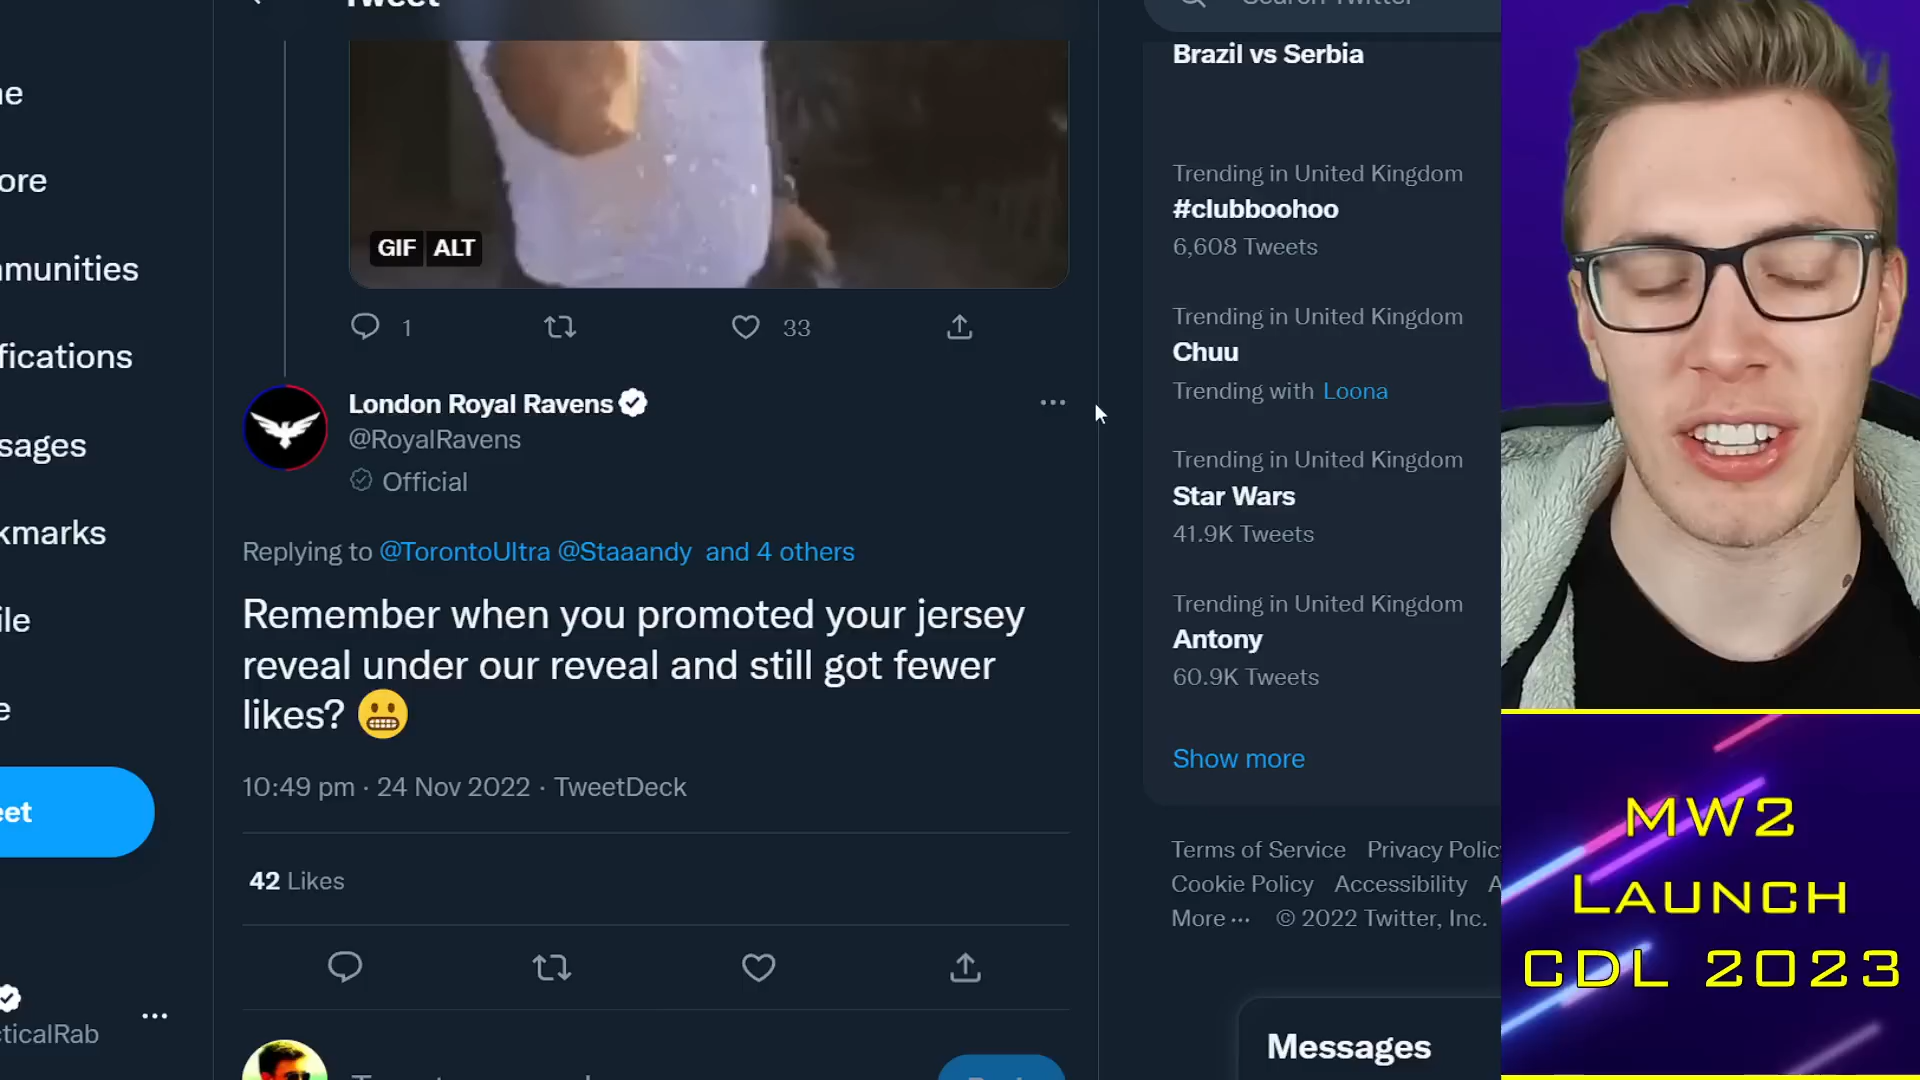 Tweet
Search Twitter
Brazil vs Serbia
me
ore
mmunities
fications
sages
kmarks
ile
e
eet
ticalRab
GIF ALT
1
33
London Royal Ravens
@RoyalRavens
Official
Replying to @TorontoUltra @Staaandy and 4 others
Remember when you promoted your jersey
reveal under our reveal and still got fewer
likes? 😬
10:49 pm · 24 Nov 2022 · TweetDeck
42 Likes
Trending in United Kingdom
#clubboohoo
6,608 Tweets
Trending in United Kingdom
Chuu
Trending with Loona
Trending in United Kingdom
Star Wars
41.9K Tweets
Trending in United Kingdom
Antony
60.9K Tweets
Show more
Terms of Service Privacy Polic
Cookie Policy Accessibility A
More ··· © 2022 Twitter, Inc.
Messages
MW2
LAUNCH
CDL 2023